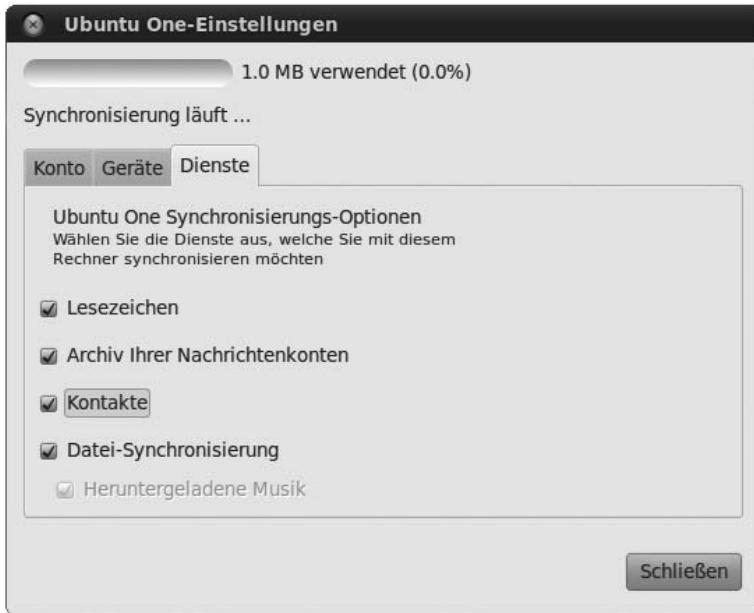 Ubuntu One-Einstellungen
1.0 MB verwendet (0.0%)
Synchronisierung läuft ...
Konto Geräte Dienste
Ubuntu One Synchronisierungs-Optionen
Wählen Sie die Dienste aus, welche Sie mit diesem
Rechner synchronisieren möchten
Lesezeichen
Archiv Ihrer Nachrichtenkonten
Kontakte
Datei-Synchronisierung
Heruntergeladene Musik
Schließen